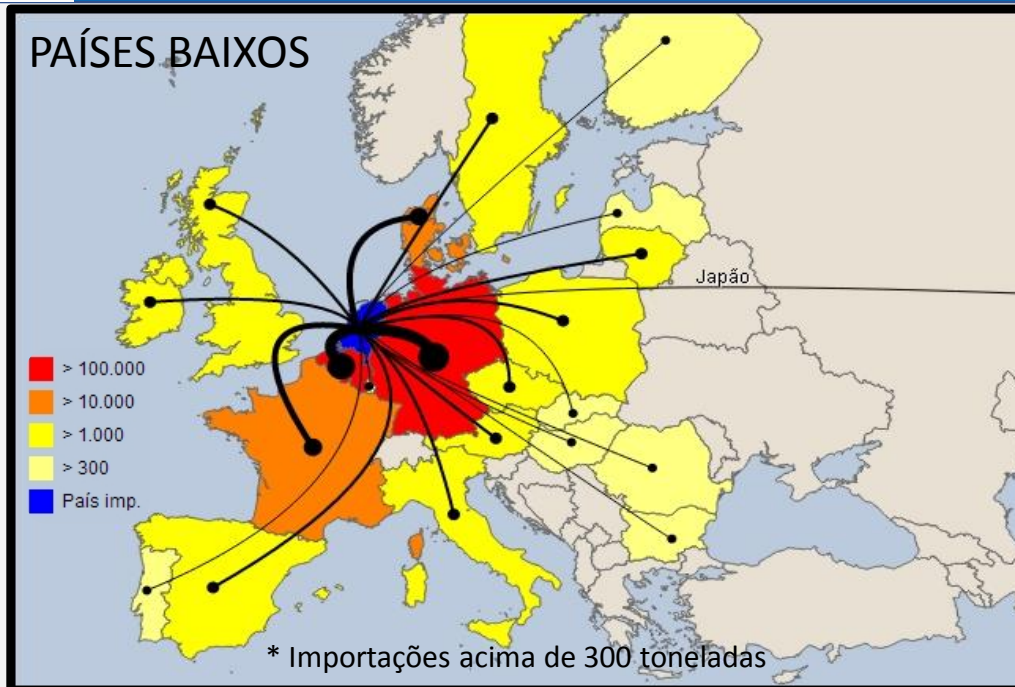 PAÍSES BAIXOS
Japão
> 100.000
> 10.000
> 1.000
> 300
País imp.
* Importações acima de 300 toneladas